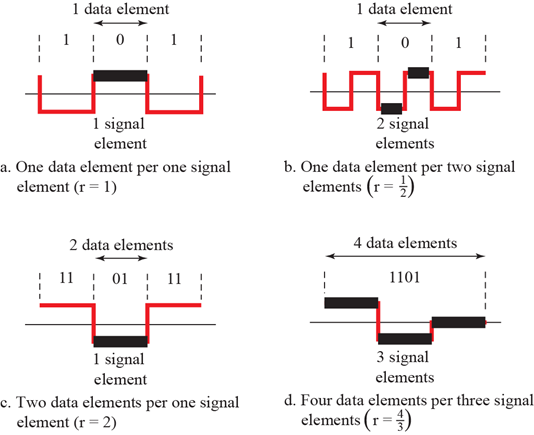 1 data element
1 0 1
1 signal
element
a. One data element per one signal
element (r = 1)
1 data element
1 0 1
2 signal
elements
b. One data element per two signal
elements (r = 1/2)
2 data elements
11 01 11
1 signal
element
c. Two data elements per one signal
element (r = 2)
4 data elements
1101
3 signal
elements
d. Four data elements per three signal
elements (r = 4/3)